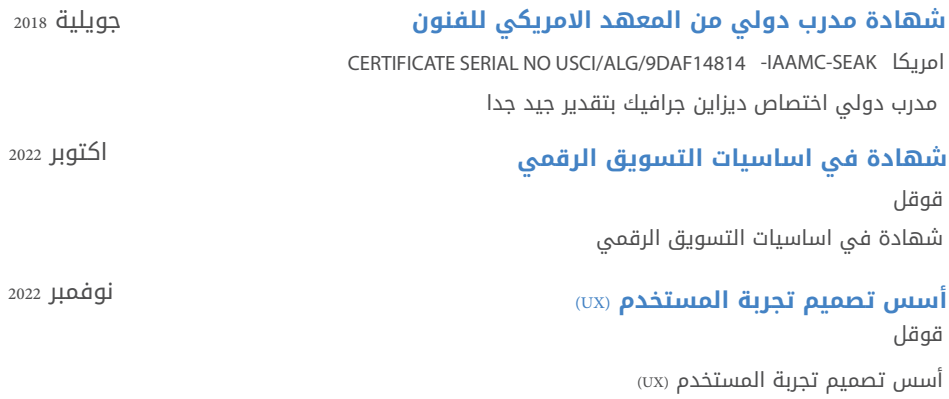 شهادة مدرب دولي من المعهد الامريكي للفنون جويلية 2018
امريكا CERTIFICATE SERIAL NO USCI/ALG/9DAF14814 -IAAMC-SEAK
مدرب دولي اختصاص ديزاين جرافيك بتقدير جيد جدا
شهادة في اساسيات التسويق الرقمي اكتوبر 2022
قوقل
شهادة في اساسيات التسويق الرقمي
أسس تصميم تجربة المستخدم (UX) نوفمبر 2022
قوقل
أسس تصميم تجربة المستخدم (UX)